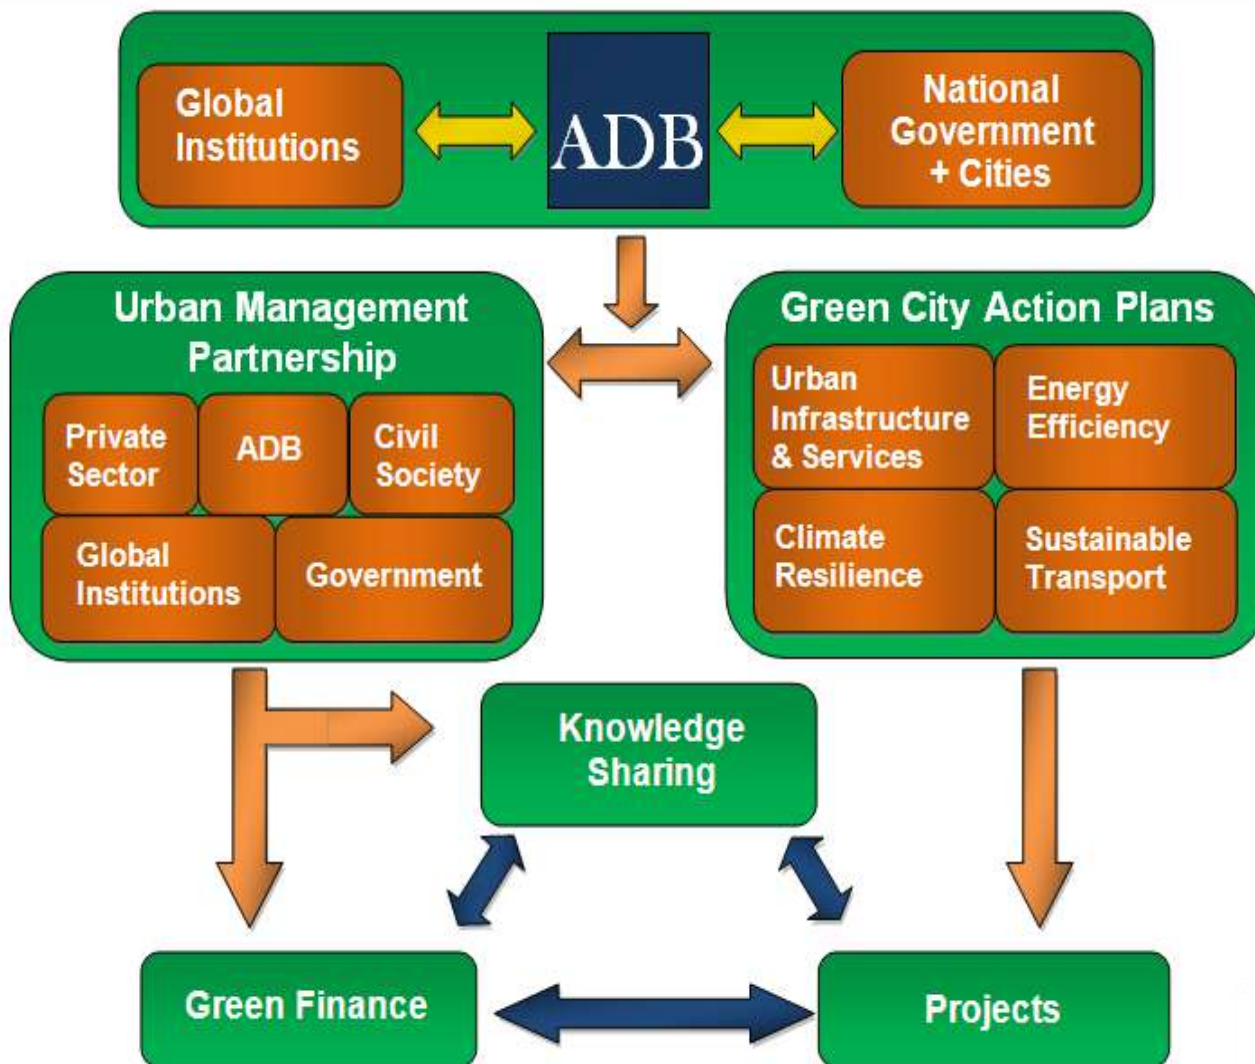 Global
Institutions
ADB
National
Government
+ Cities
Urban Management
Partnership
Private
Sector
ADB
Civil
Society
Global
Institutions
Government
Green City Action Plans
Urban
Infrastructure
& Services
Energy
Efficiency
Climate
Resilience
Sustainable
Transport
Knowledge
Sharing
Green Finance
Projects